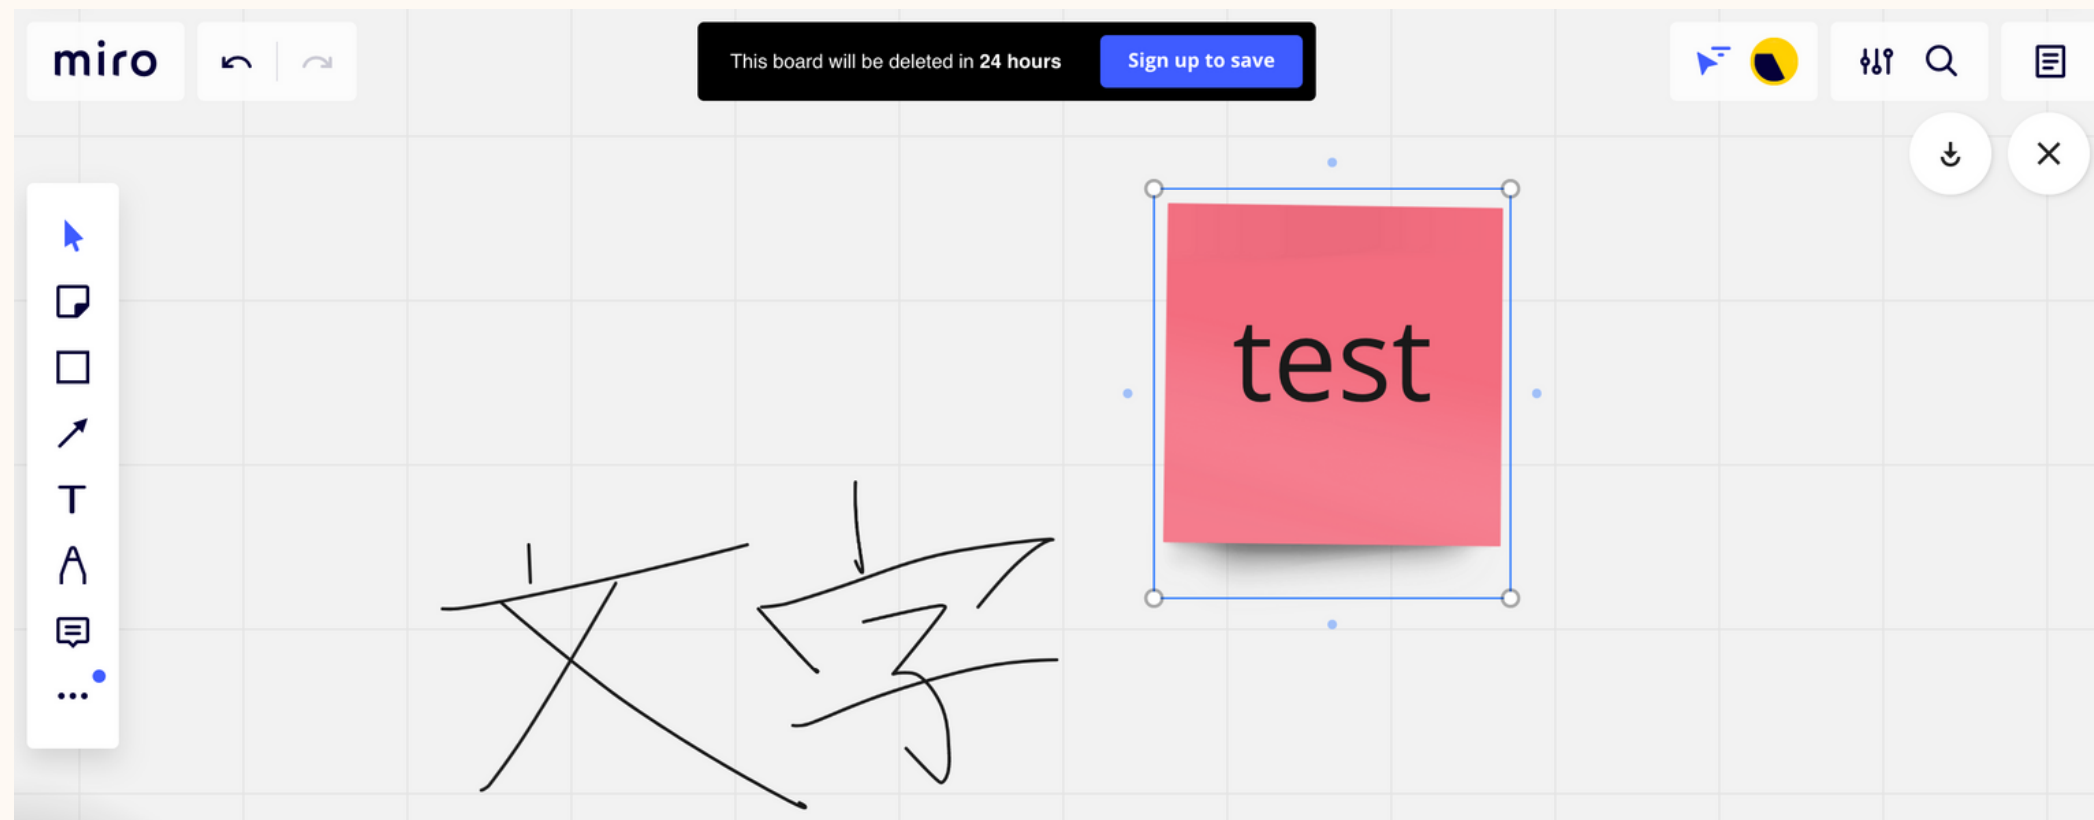 miro
This board will be deleted in 24 hours
Sign up to save
test
文字